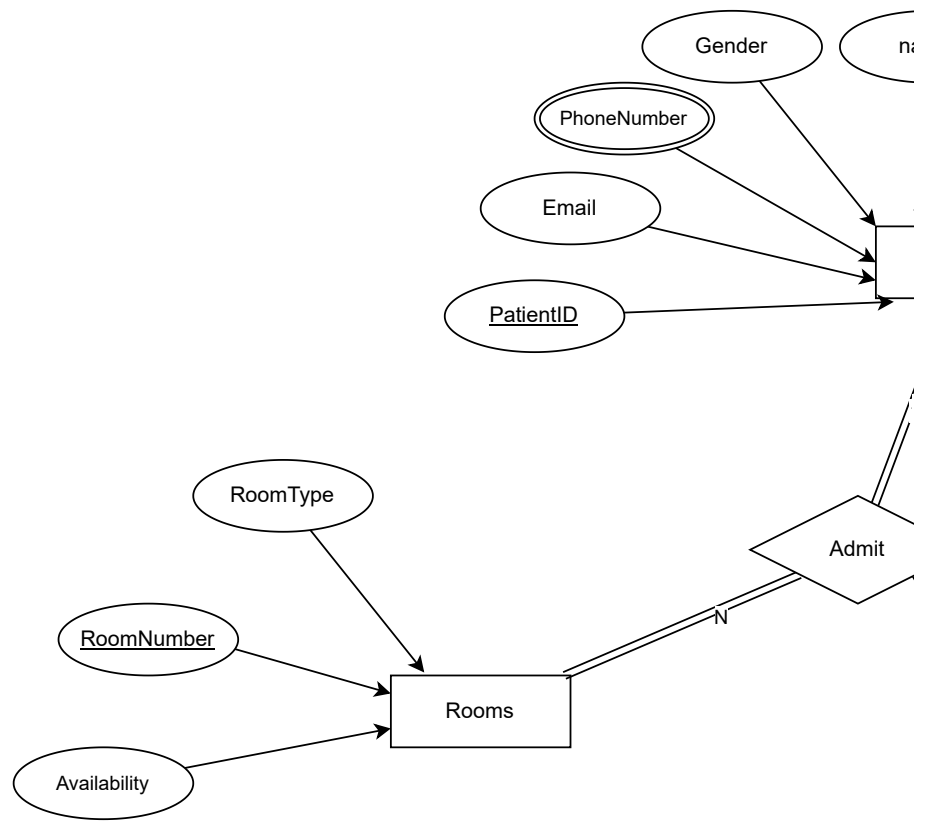 Gender
PhoneNumber
Email
PatientID
RoomType
Admit
N
RoomNumber
Rooms
Availability